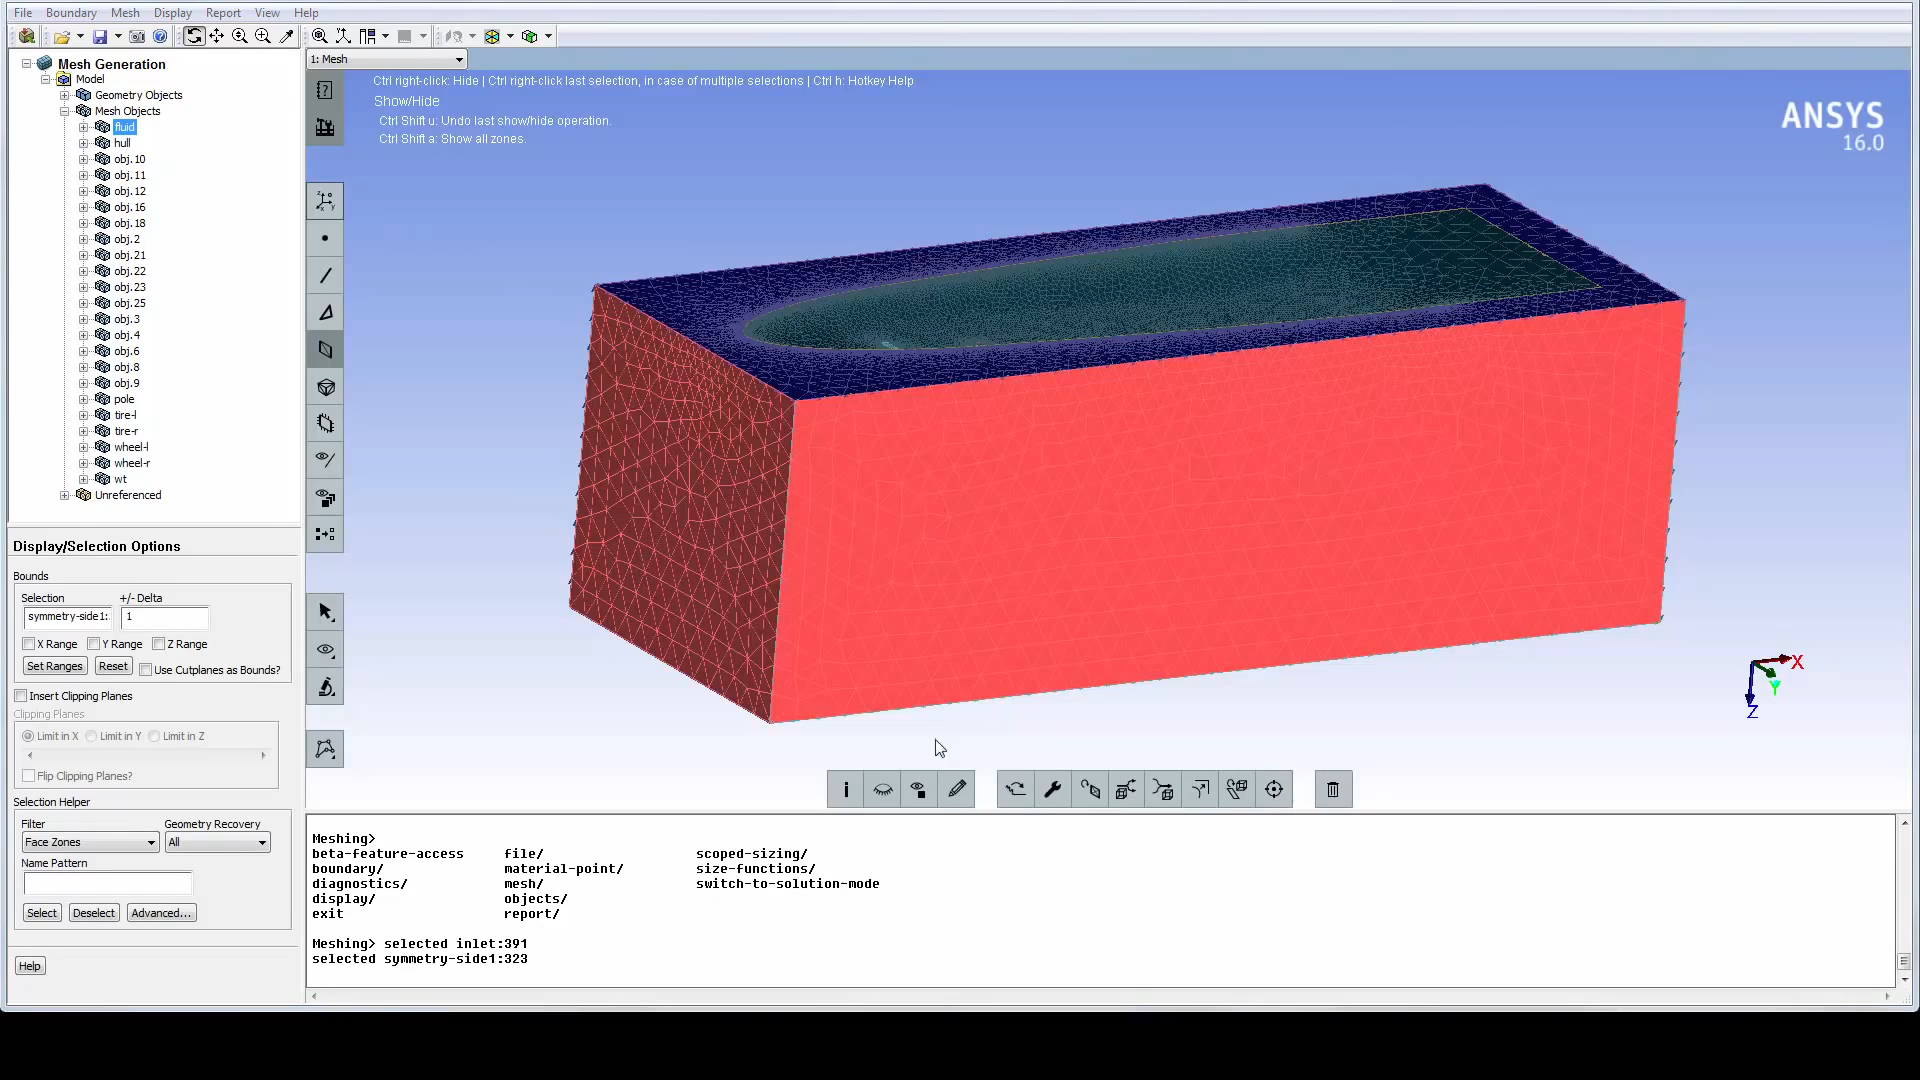 File Boundary Mesh Display Report View Help
1: Mesh
Mesh Generation
Model
Geometry Objects
Mesh Objects
fluid
hull
obj.10
obj.11
obj.12
obj.16
obj.18
obj.2
obj.21
obj.22
obj.23
obj.25
obj.3
obj.4
obj.6
obj.8
obj.9
pole
tire-l
tire-r
wheel-l
wheel-r
wt
Unreferenced
Ctrl right-click: Hide | Ctrl right-click last selection, in case of multiple selections | Ctrl h: Hotkey Help
Show/Hide
Ctrl Shift u: Undo last show/hide operation.
Ctrl Shift a: Show all zones.
ANSYS
16.0
X
Y
Z
Display/Selection Options
Bounds
Selection +/- Delta
symmetry-side1: 1
X Range Y Range Z Range
Set Ranges Reset Use Cutplanes as Bounds?
Insert Clipping Planes
Clipping Planes
Limit in X Limit in Y Limit in Z
Flip Clipping Planes?
Selection Helper
Filter Geometry Recovery
Face Zones All
Name Pattern
Select Deselect Advanced...
Help
Meshing>
beta-feature-access file/ scoped-sizing/
boundary/ material-point/ size-functions/
diagnostics/ mesh/ switch-to-solution-mode
display/ objects/
exit report/
Meshing> selected inlet:391
selected symmetry-side1:323